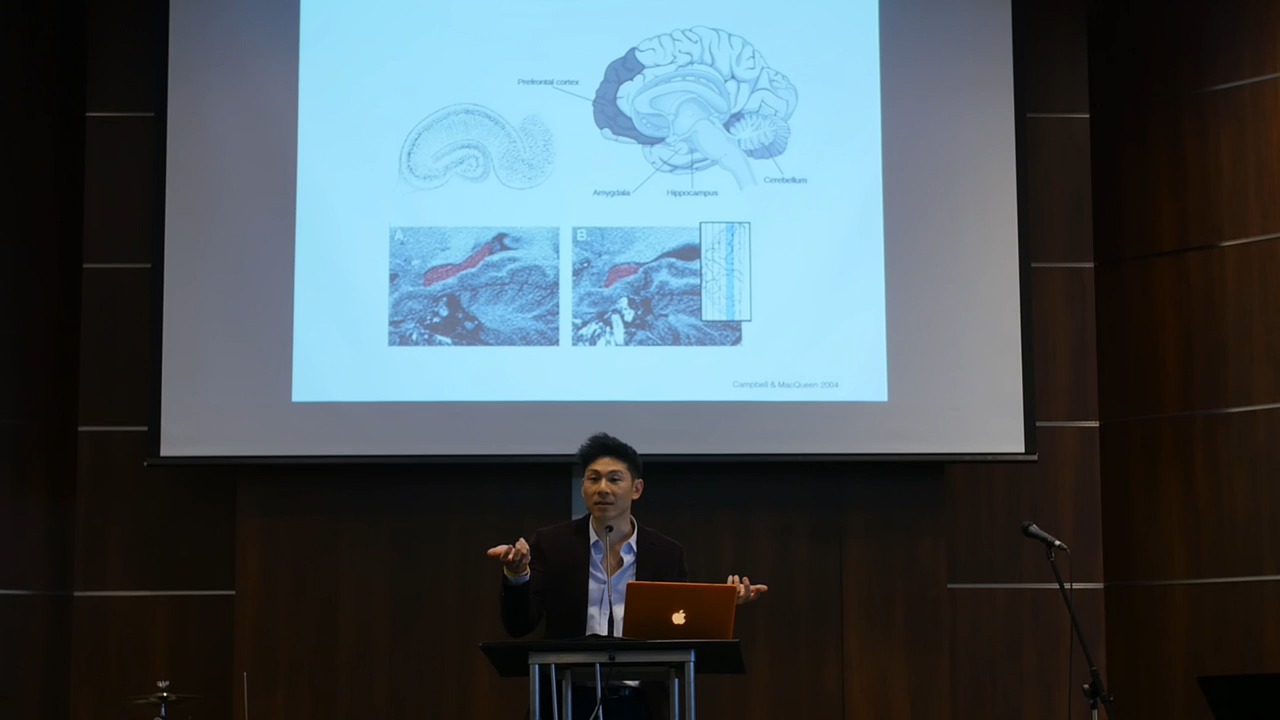 Prefrontal cortex
Amygdala
Hippocampus
Cerebellum
A
B
Campbell & MacQueen 2004